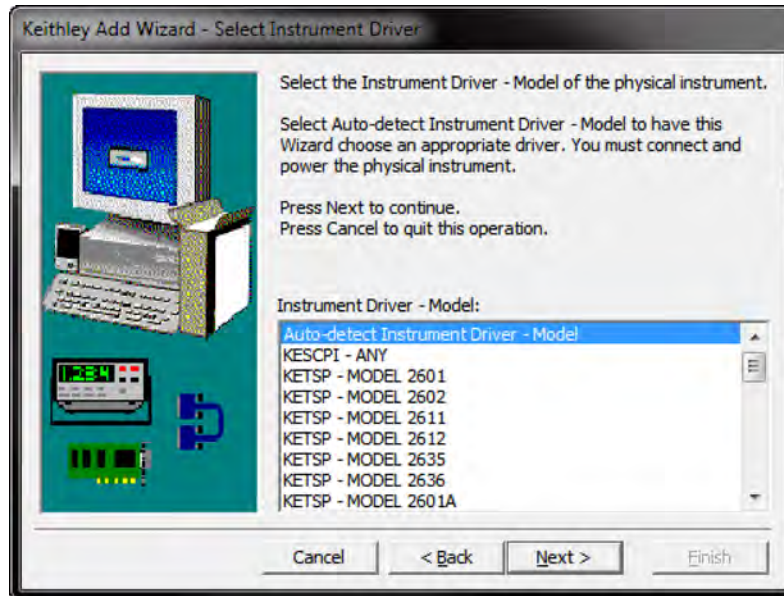 Keithley Add Wizard - Select Instrument Driver
Select the Instrument Driver - Model of the physical instrument.
Select Auto-detect Instrument Driver - Model to have this
Wizard choose an appropriate driver. You must connect and
power the physical instrument.
Press Next to continue.
Press Cancel to quit this operation.
Instrument Driver - Model:
Auto-detect Instrument Driver - Model
KESCPI - ANY
KETSP - MODEL 2601
KETSP - MODEL 2602
KETSP - MODEL 2611
KETSP - MODEL 2612
KETSP - MODEL 2635
KETSP - MODEL 2636
KETSP - MODEL 2601A
1.234
Cancel
< Back
Next >
Finish